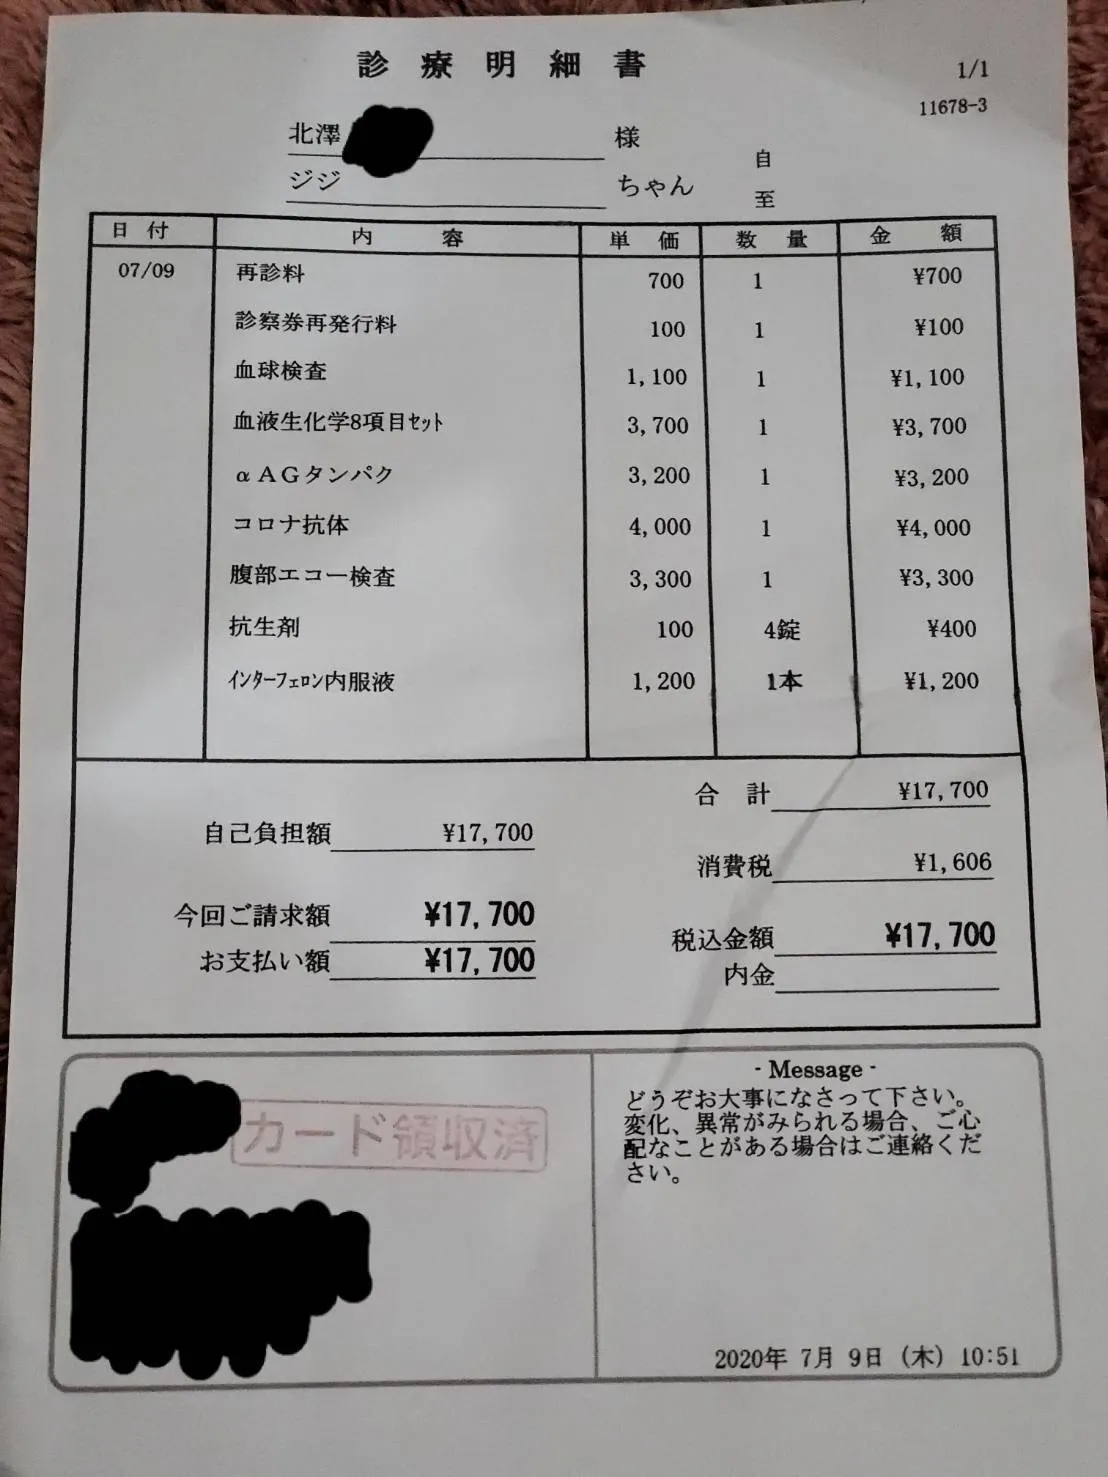 診療明細書
1/1
11678-3
北澤 様
ジジ ちゃん
自
至
日付 内容 単価 数量 金額
07/09 再診料 700 1 ¥700
診察券再発行料 100 1 ¥100
血球検査 1,100 1 ¥1,100
血液生化学8項目ｾｯﾄ 3,700 1 ¥3,700
αAGタンパク 3,200 1 ¥3,200
コロナ抗体 4,000 1 ¥4,000
腹部エコー検査 3,300 1 ¥3,300
抗生剤 100 4錠 ¥400
ｲﾝﾀｰﾌｪﾛﾝ内服液 1,200 1本 ¥1,200
合計 ¥17,700
自己負担額 ¥17,700
消費税 ¥1,606
今回ご請求額 ¥17,700
税込金額 ¥17,700
お支払い額 ¥17,700
内金
カード領収済
- Message -
どうぞお大事になさって下さい。
変化、異常がみられる場合、ご心
配なことがある場合はご連絡くだ
さい。
2020年 7月 9日 (木) 10:51